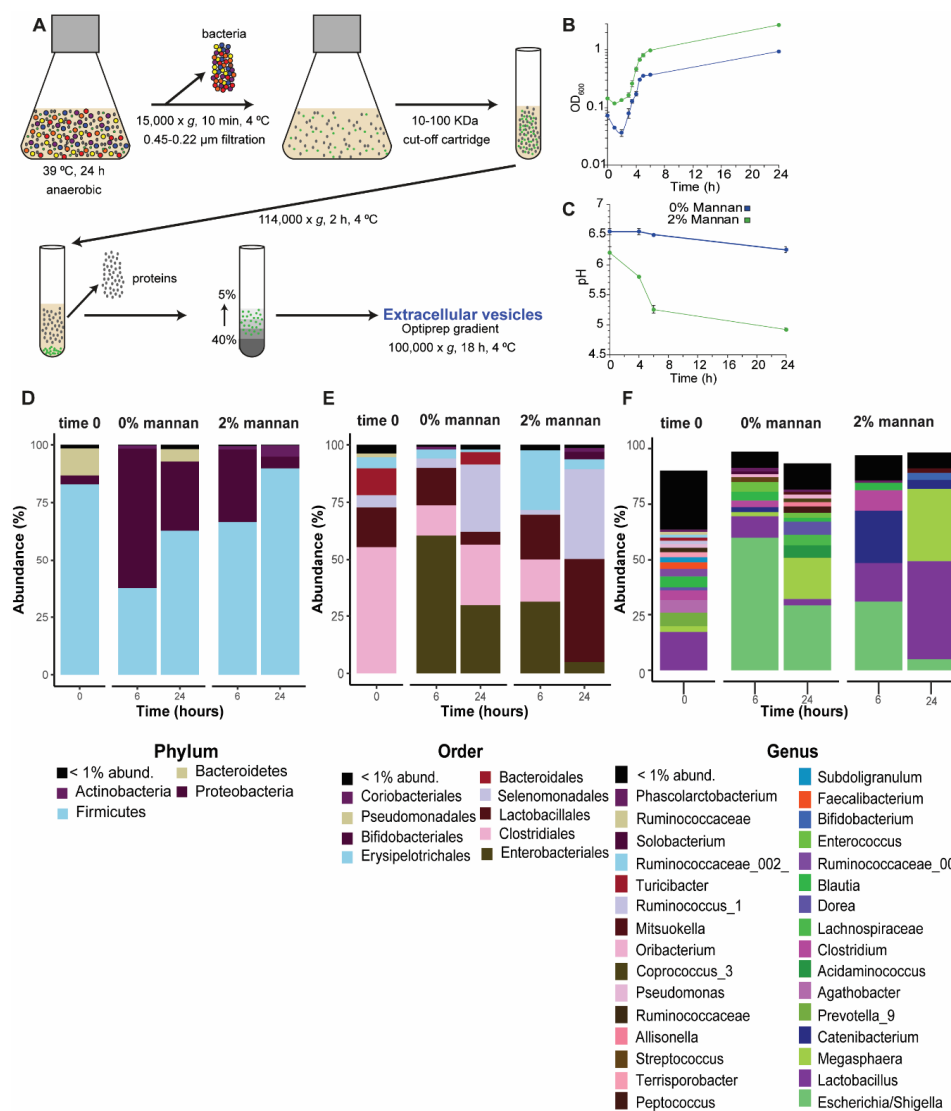 A
bacteria
15,000 x g, 10 min, 4 ºC
0.45-0.22 µm filtration
10-100 KDa
cut-off cartridge
39 ºC, 24 h
anaerobic
114,000 x g, 2 h, 4 ºC
proteins
5%
40%
Extracellular vesicles
Optiprep gradient
100,000 x g, 18 h, 4 ºC
B
OD600
1
0.1
0.01
0 4 8 12 16 20 24
Time (h)
C
0% Mannan
2% Mannan
pH
7
6.5
6
5.5
5
4.5
0 4 8 12 16 20 24
Time (h)
D
time 0 0% mannan 2% mannan
Abundance (%)
100
75
50
25
0
0 6 24 6 24
Time (hours)
Phylum
< 1% abund.
Actinobacteria
Firmicutes
Bacteroidetes
Proteobacteria
E
time 0 0% mannan 2% mannan
Abundance (%)
100
75
50
25
0
0 6 24 6 24
Time (hours)
Order
< 1% abund.
Coriobacteriales
Pseudomonadales
Bifidobacteriales
Erysipelotrichales
Bacteroidales
Selenomonadales
Lactobacillales
Clostridiales
Enterobacteriales
F
time 0 0% mannan 2% mannan
Abundance (%)
100
75
50
25
0
0 6 24 6 24
Time (hours)
Genus
< 1% abund.
Phascolarctobacterium
Ruminococcaceae
Solobacterium
Ruminococcaceae_002_
Turicibacter
Ruminococcus_1
Mitsuokella
Oribacterium
Coprococcus_3
Pseudomonas
Ruminococcaceae
Allisonella
Streptococcus
Terrisporobacter
Peptococcus
Subdoligranulum
Faecalibacterium
Bifidobacterium
Enterococcus
Ruminococcaceae_00
Blautia
Dorea
Lachnospiraceae
Clostridium
Acidaminococcus
Agathobacter
Prevotella_9
Catenibacterium
Megasphaera
Lactobacillus
Escherichia/Shigella